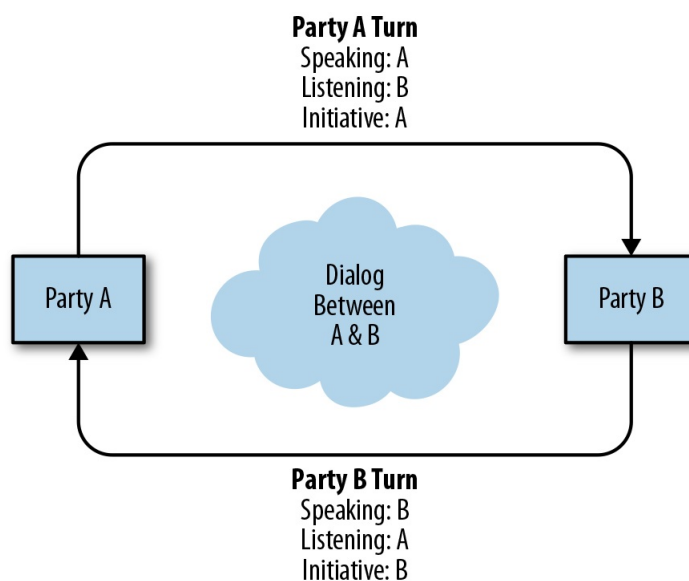 Party A Turn
Speaking: A
Listening: B
Initiative: A
Party A
Dialog
Between
A & B
Party B
Party B Turn
Speaking: B
Listening: A
Initiative: B